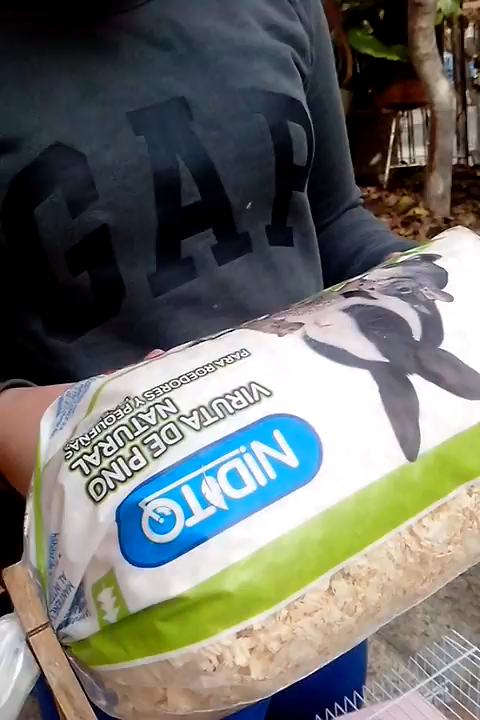 GAP
NIDITO
VIRUTA DE PINO
NATURAL
PARA ROEDORES Y PEQUEÑAS